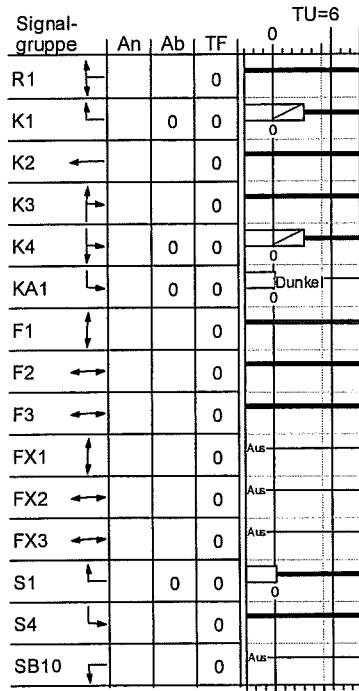 TU=6
Signal-
gruppe An Ab TF 0
R1 0
K1 0 0 0
K2 0
K3 0
K4 0 0 0
KA1 0 0 Dunkel 0
F1 0
F2 0
F3 0
FX1 0 Aus
FX2 0 Aus
FX3 0 Aus
S1 0 0 0
S4 0
SB10 0 Aus